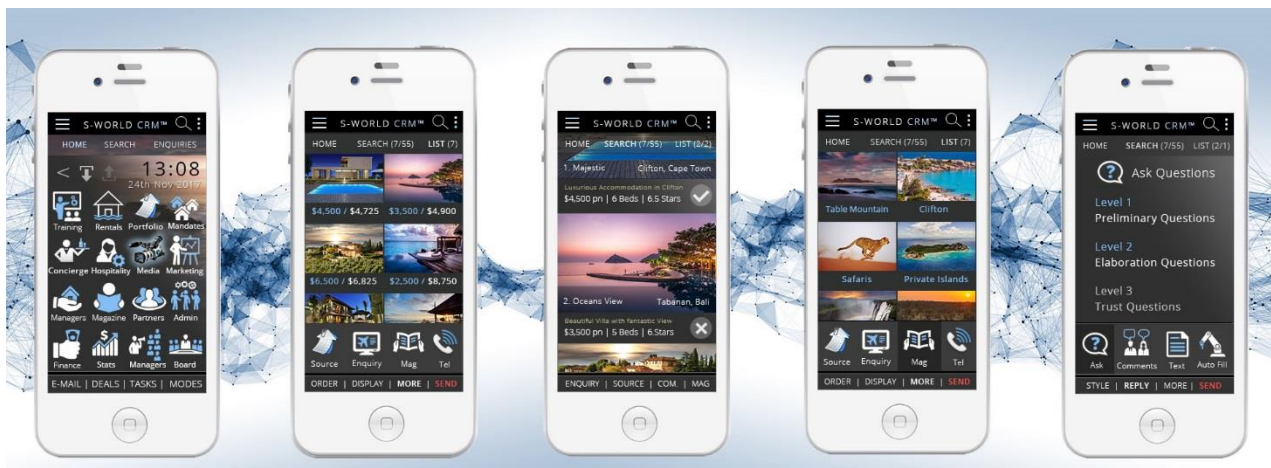 S-WORLD CRM™
HOME SEARCH ENQUIRIES
13:08
24th Nov 2019
Training Rentals Portfolio Mandates
Concierge Hospitality Media Marketing
Managers Magazine Partners Admin
Finance Stats Managers Board
E-MAIL | DEALS | TASKS | MODES
S-WORLD CRM™
HOME SEARCH (7/55) LIST (7)
$4,500 / $4,725 $3,500 / $4,900
$6,500 / $6,825 $2,500 / $8,750
Source Enquiry Mag Tel
ORDER | DISPLAY | MORE | SEND
S-WORLD CRM™
HOME SEARCH (7/55) LIST (2/2)
1. Majestic Clifton, Cape Town
Luxurious Accommodation in Clifton
$4,500 pn | 6 Beds | 6.5 Stars
2. Oceans View Tabanan, Bali
Beautiful Villa with fantastic View
$3,500 pn | 5 Beds | 6.Stars
ENQUIRY | SOURCE | COM. | MAG
S-WORLD CRM™
HOME SEARCH (7/55) LIST (7)
Table Mountain Clifton
Safaris Private Islands
Source Enquiry Mag Tel
ORDER | DISPLAY | MORE | SEND
S-WORLD CRM™
HOME SEARCH (7/55) LIST (2/1)
Ask Questions
Level 1
Preliminary Questions
Level 2
Elaboration Questions
Level 3
Trust Questions
Ask Comments Text Auto Fill
STYLE | REPLY | MORE | SEND